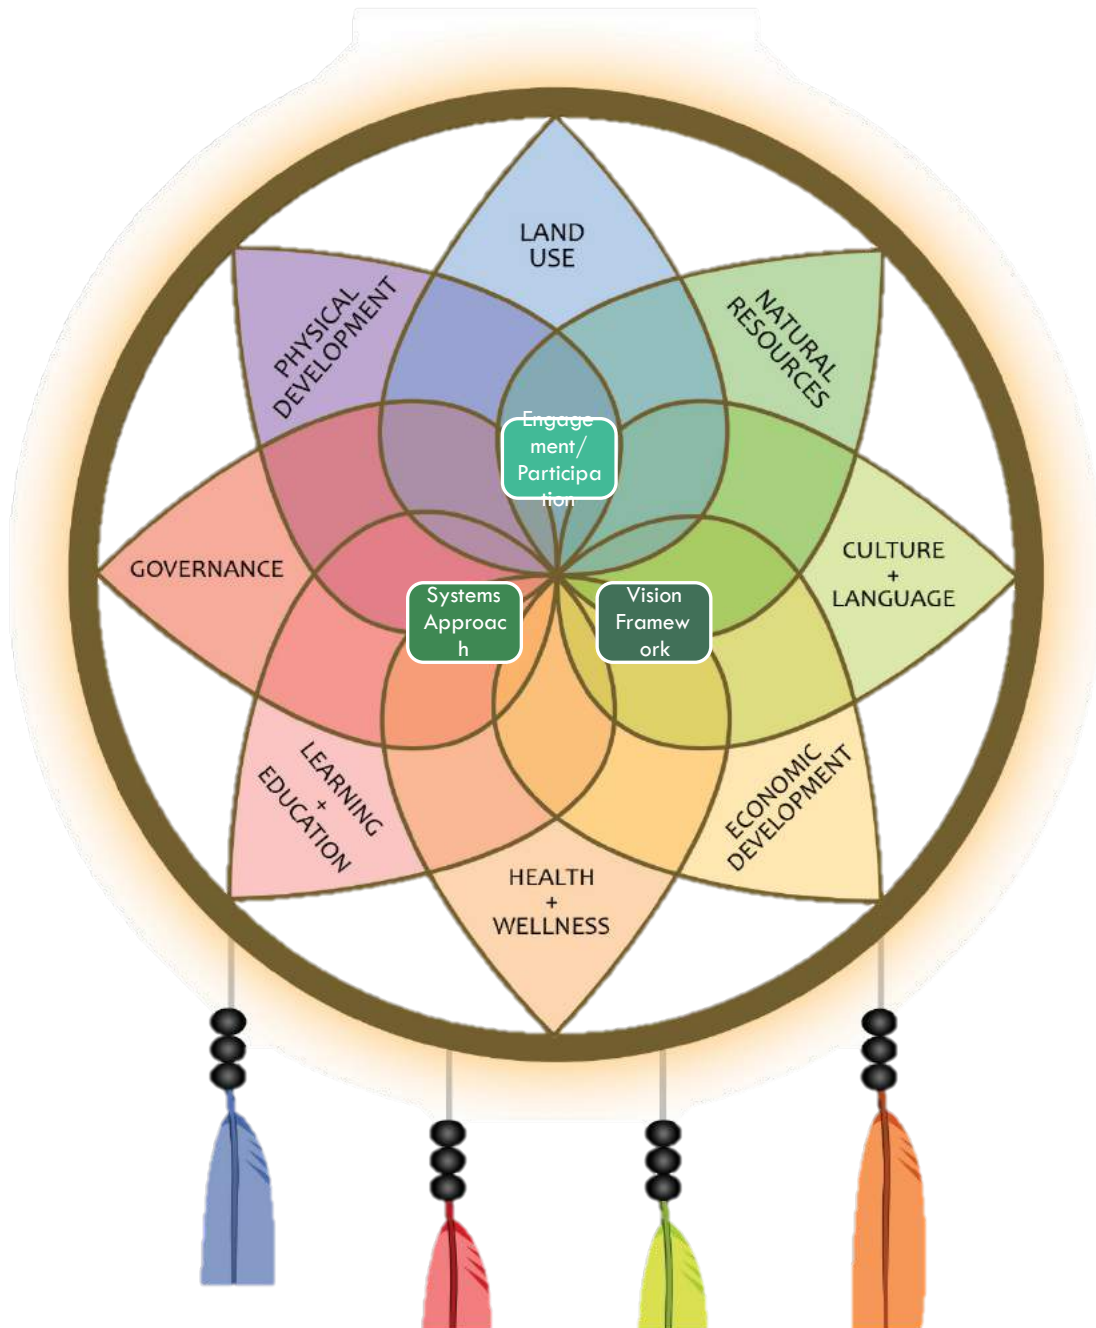 LAND
USE
PHYSICAL
DEVELOPMENT
NATURAL
RESOURCES
Engage
ment/
Participa
tion
GOVERNANCE
CULTURE
+
LANGUAGE
Systems
Approac
h
Vision
Framew
ork
LEARNING
+
EDUCATION
ECONOMIC
DEVELOPMENT
HEALTH
+
WELLNESS